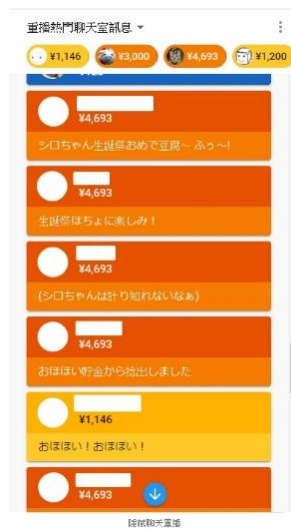 重播熱門聊天室訊息
¥1,146 ¥3,000 ¥4,693 ¥1,200
¥4,693
シロちゃん生誕祭おめで豆腐～ ふぅ～!
¥4,693
生誕祭ほちょに楽しみ！
¥4,693
(シロちゃんは計り知れないなぁ)
¥4,693
おほほい貯金から捻出しました
¥1,146
おほほい！おほほい！
¥4,693
隱藏聊天重播